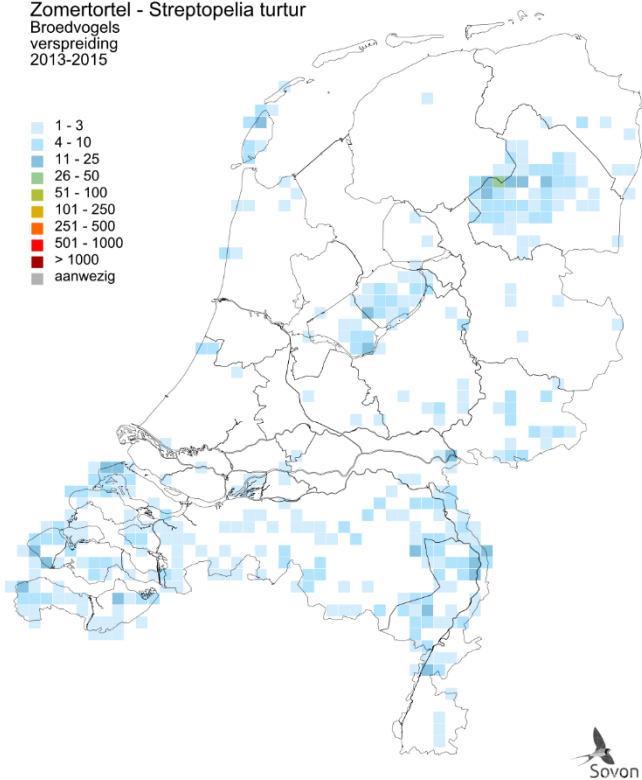 Zomertortel - Streptopelia turtur
Broedvogels
verspreiding
2013-2015
1 - 3
4 - 10
11 - 25
26 - 50
51 - 100
101 - 250
251 - 500
501 - 1000
> 1000
aanwezig
Sovon